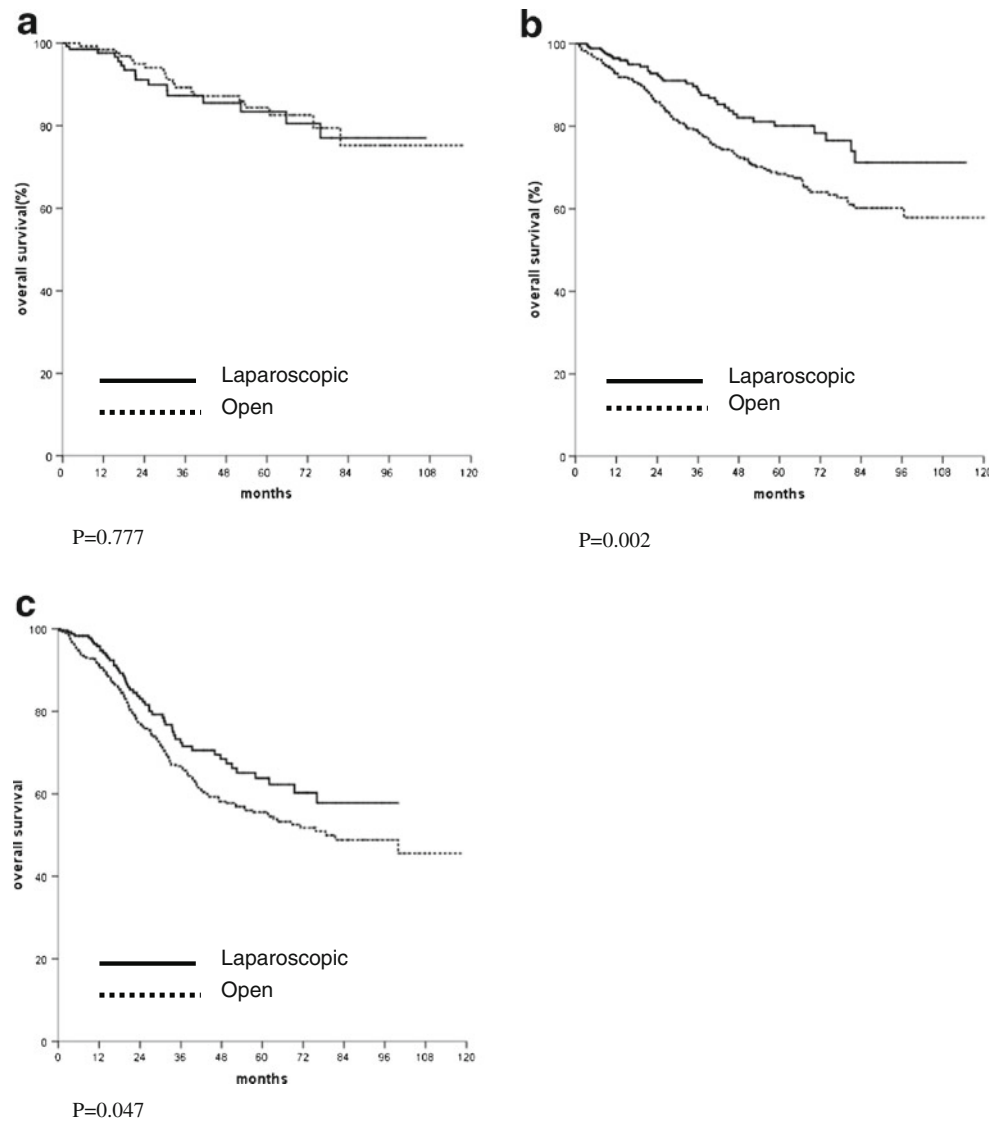 a
100
80
60
40
20
0
overall survival(%)
Laparoscopic
Open
0 12 24 36 48 60 72 84 96 108 120
months
P=0.777
b
100
80
60
40
20
0
overall survival (%)
Laparoscopic
Open
0 12 24 36 48 60 72 84 96 108 120
months
P=0.002
c
100
80
60
40
20
0
overall survival
Laparoscopic
Open
0 12 24 36 48 60 72 84 96 108 120
months
P=0.047